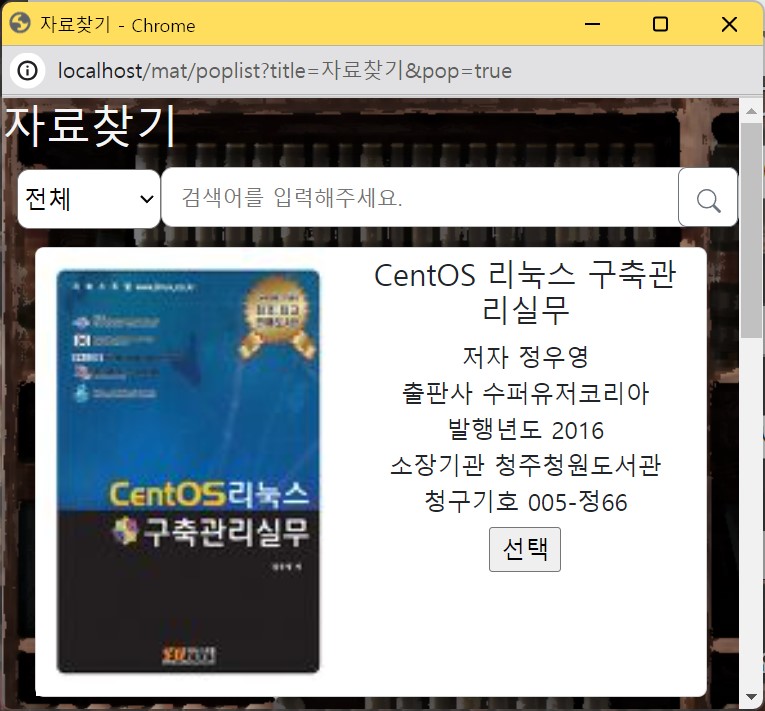 자료찾기 - Chrome
localhost/mat/poplist?title=자료찾기&pop=true
자료찾기
전체
검색어를 입력해주세요.
CentOS 리눅스 구축관
리실무
저자 정우영
출판사 수퍼유저코리아
발행년도 2016
소장기관 청주청원도서관
청구기호 005-정66
선택
CentOS리눅스
구축관리실무